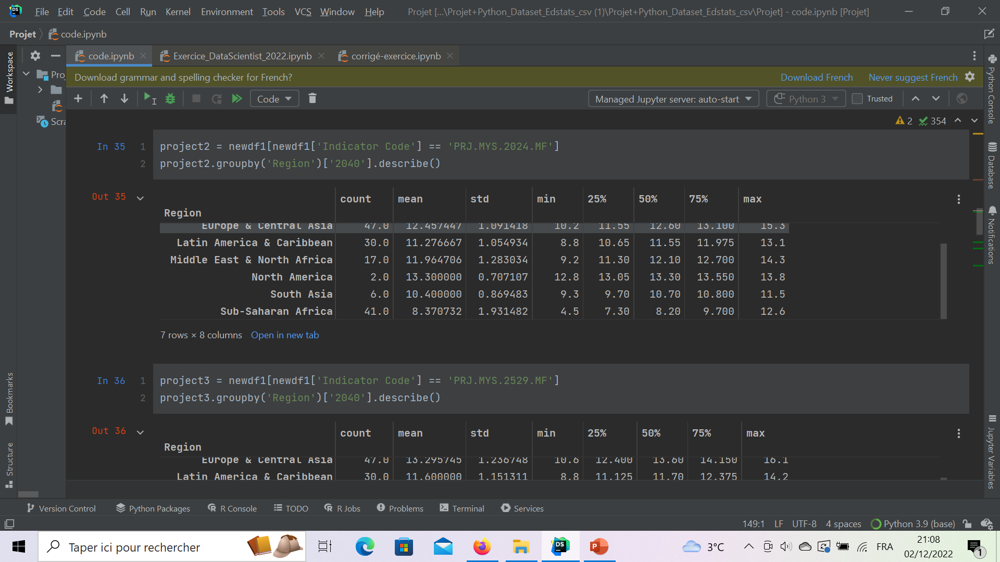 DS File Edit Code Cell Run Kernel Environment Tools VCS Window Help Projet [...\Projet+Python_Dataset_Edstats_csv (1)\Projet+Python_Dataset_Edstats_csv\Projet] - code.ipynb [Projet]
Projet code.ipynb
Workspace
code.ipynb Exercice_DataScientist_2022.ipynb corrigé-exercice.ipynb
Proj
Scra
Download grammar and spelling checker for French? Download French Never suggest French
Code Managed Jupyter server: auto-start Python 3 Trusted
2 354
In 35 1 project2 = newdf1[newdf1['Indicator Code'] == 'PRJ.MYS.2024.MF']
2 project2.groupby('Region')['2040'].describe()
Out 35 count mean std min 25% 50% 75% max
Region
Europe & Central Asia 47.0 12.457447 1.091418 10.2 11.55 12.60 13.100 15.3
Latin America & Caribbean 30.0 11.276667 1.054934 8.8 10.65 11.55 11.975 13.1
Middle East & North Africa 17.0 11.964706 1.283034 9.2 11.30 12.10 12.700 14.3
North America 2.0 13.300000 0.707107 12.8 13.05 13.30 13.550 13.8
South Asia 6.0 10.400000 0.869483 9.3 9.70 10.70 10.800 11.5
Sub-Saharan Africa 41.0 8.370732 1.931482 4.5 7.30 8.20 9.700 12.6
7 rows × 8 columns Open in new tab
In 36 1 project3 = newdf1[newdf1['Indicator Code'] == 'PRJ.MYS.2529.MF']
2 project3.groupby('Region')['2040'].describe()
Out 36 count mean std min 25% 50% 75% max
Region
Europe & Central Asia 47.0 13.295745 1.236748 10.6 12.400 13.60 14.150 16.1
Latin America & Caribbean 30.0 11.600000 1.151311 8.8 11.125 11.70 12.375 14.2
Bookmarks
Structure
Python Console
Database
Notifications
Jupyter Variables
Version Control Python Packages R Console TODO R Jobs Problems Terminal Services
149:1 LF UTF-8 4 spaces Python 3.9 (base)
Taper ici pour rechercher DS P 3°C FRA 21:08
02/12/2022 1